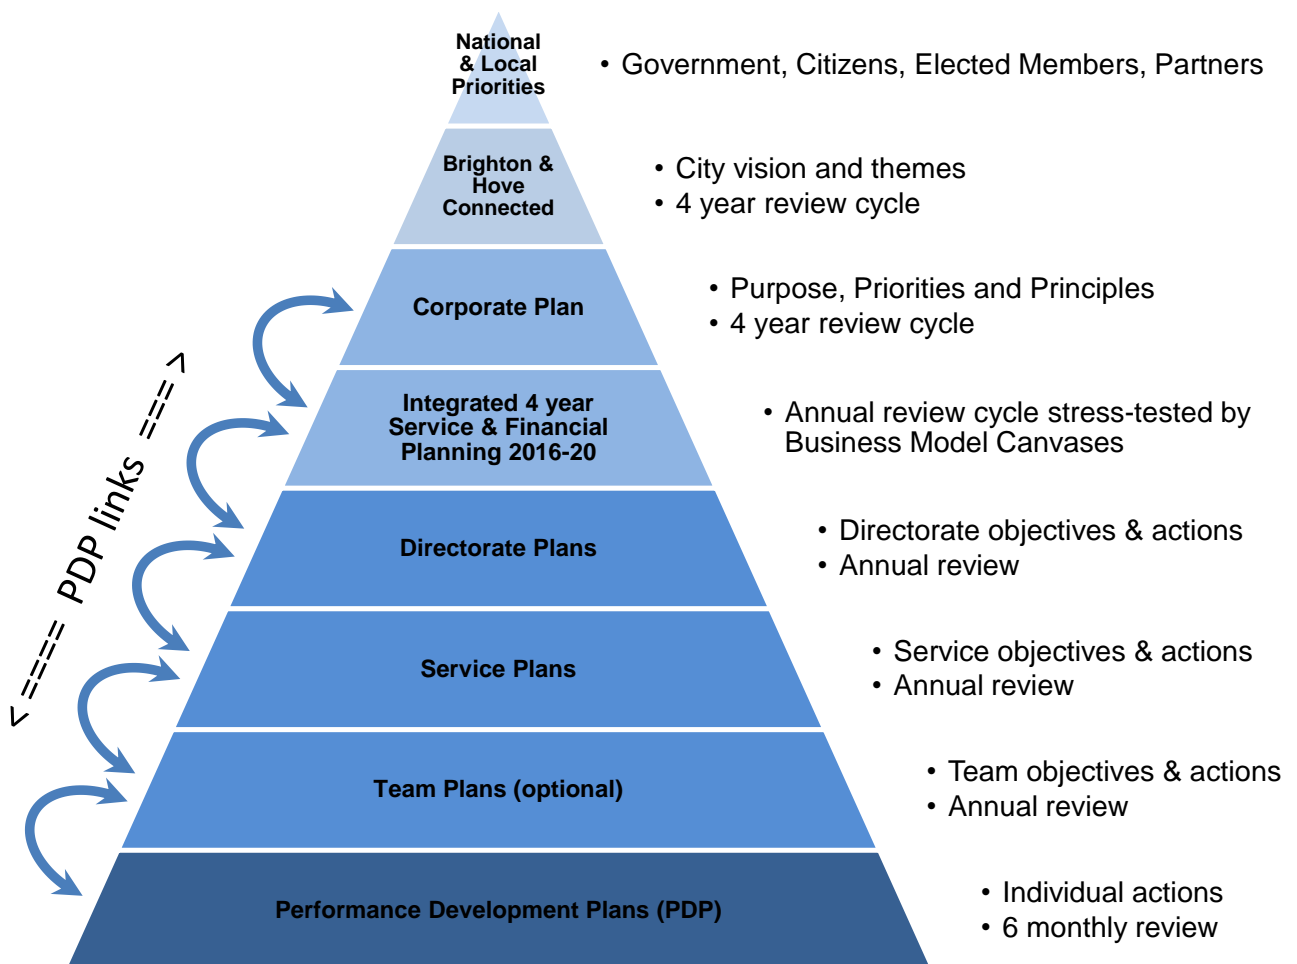 National
& Local
Priorities
• Government, Citizens, Elected Members, Partners
Brighton &
Hove
Connected
• City vision and themes
• 4 year review cycle
Corporate Plan
• Purpose, Priorities and Principles
• 4 year review cycle
Integrated 4 year
Service & Financial
Planning 2016-20
• Annual review cycle stress-tested by
Business Model Canvases
<==== PDP links ===>
Directorate Plans
• Directorate objectives & actions
• Annual review
Service Plans
• Service objectives & actions
• Annual review
Team Plans (optional)
• Team objectives & actions
• Annual review
Performance Development Plans (PDP)
• Individual actions
• 6 monthly review